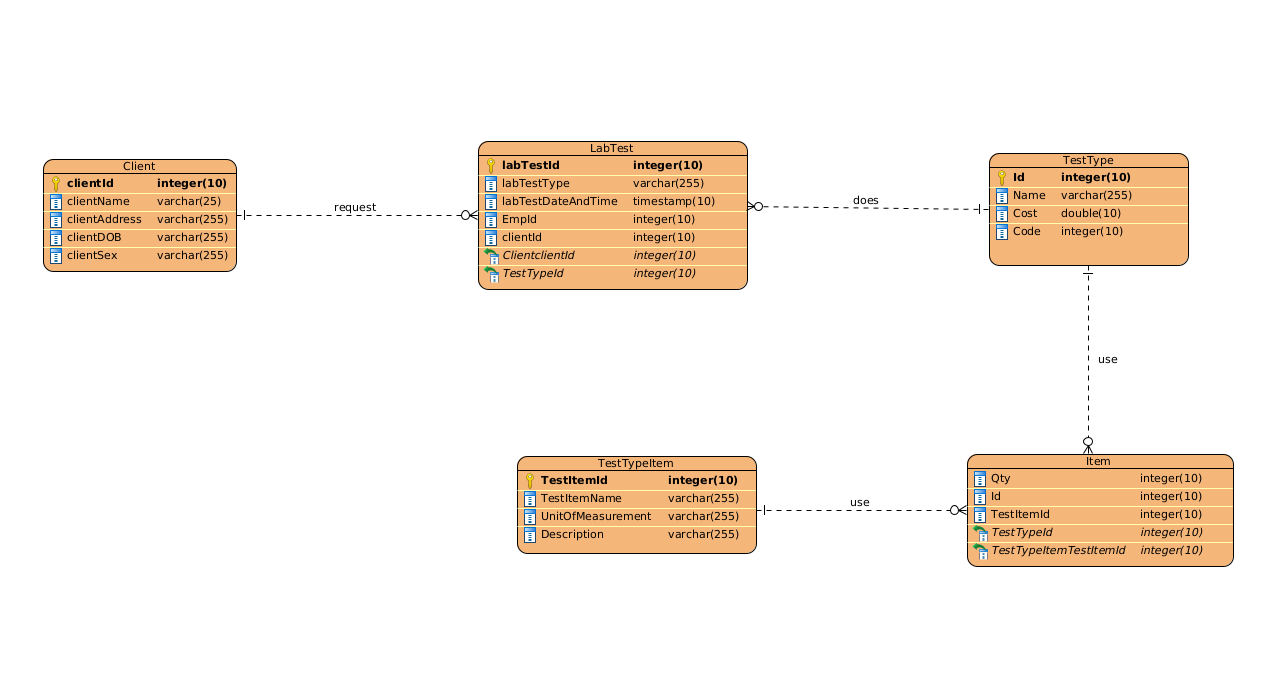 Client
clientId integer(10)
clientName varchar(25)
clientAddress varchar(255)
clientDOB varchar(255)
clientSex varchar(255)
request
LabTest
labTestId integer(10)
labTestType varchar(255)
labTestDateAndTime timestamp(10)
EmpId integer(10)
clientId integer(10)
ClientclientId integer(10)
TestTypeId integer(10)
does
TestType
Id integer(10)
Name varchar(255)
Cost double(10)
Code integer(10)
use
TestTypeItem
TestItemId integer(10)
TestItemName varchar(255)
UnitOfMeasurement varchar(255)
Description varchar(255)
use
Item
Qty integer(10)
Id integer(10)
TestItemId integer(10)
TestTypeId integer(10)
TestTypeItemTestItemId integer(10)